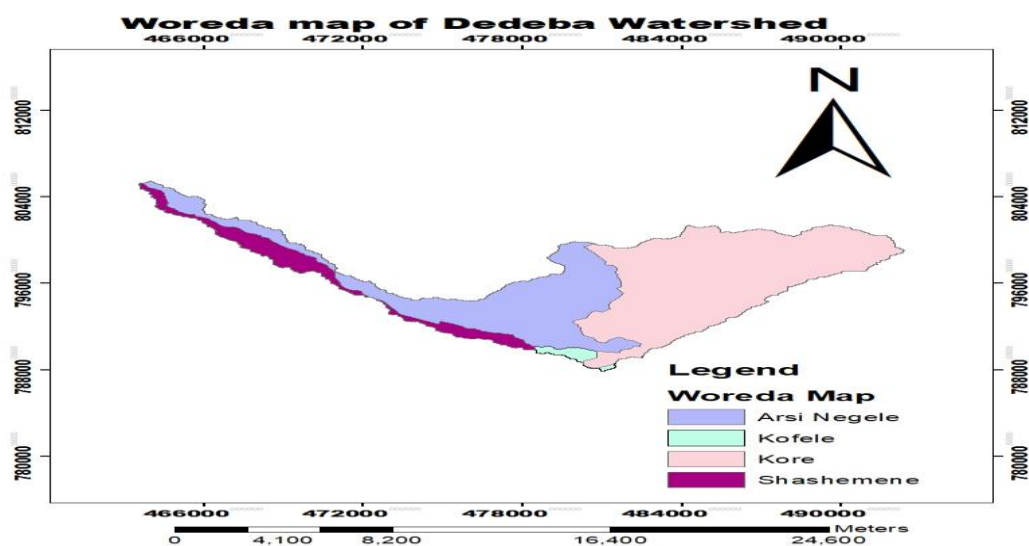 Woreda map of Dedeba Watershed
466000 472000 478000 484000 490000
N
812000 812000
804000 804000
796000 796000
788000 788000
780000 780000
Legend
Woreda Map
Arsi Negele
Kofele
Kore
Shashemene
466000 472000 478000 484000 490000
Meters
0 4,100 8,200 16,400 24,600